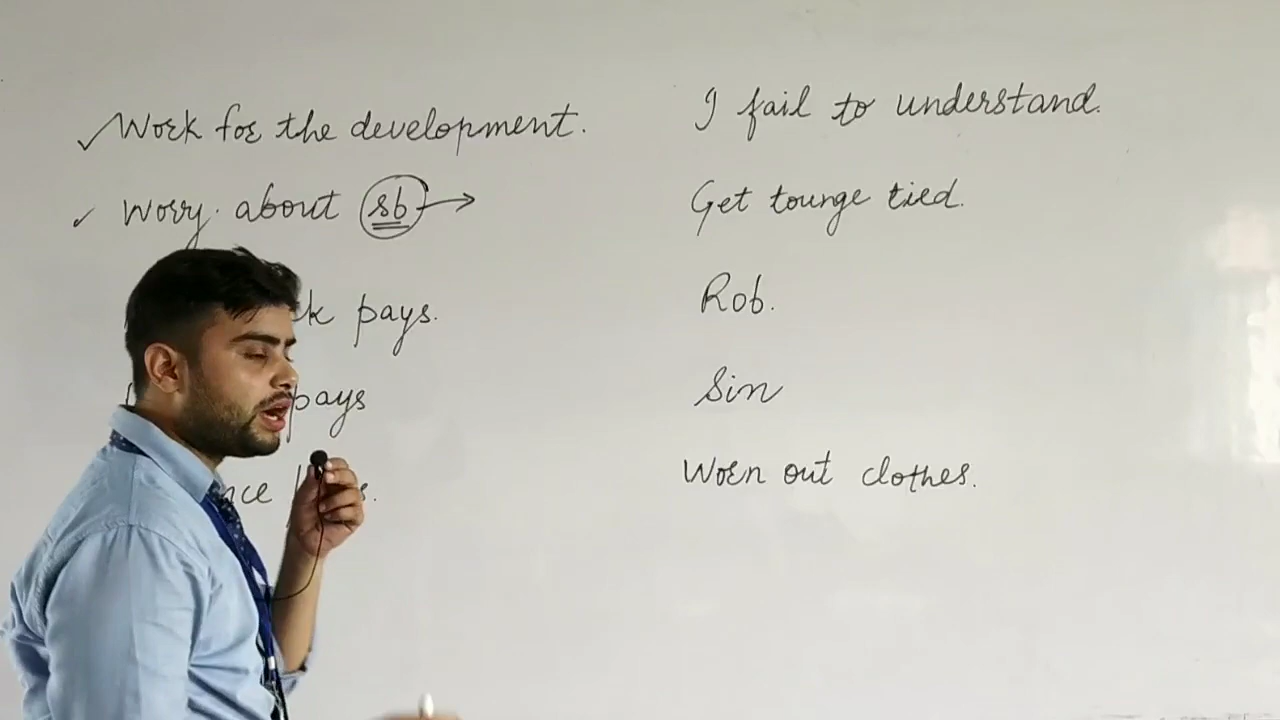 Work for the development.
Worry about sb
pays.
pays
I fail to understand.
Get tounge tied.
Rob.
Sin
Worn out clothes.